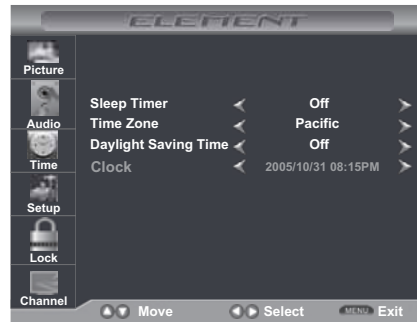 ELEMENT
Picture
Audio
Time
Setup
Lock
Channel
Sleep Timer Off
Time Zone Pacific
Daylight Saving Time Off
Clock 2005/10/31 08:15PM
Move Select MENU Exit